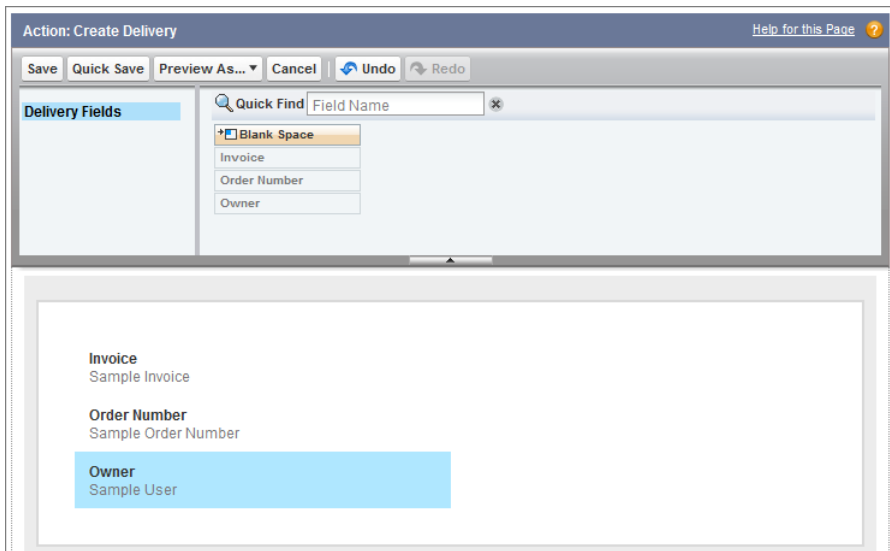 Action: Create Delivery
Help for this Page ?
Save Quick Save Preview As... Cancel Undo Redo
Delivery Fields
Quick Find Field Name
Blank Space
Invoice
Order Number
Owner
Invoice
Sample Invoice
Order Number
Sample Order Number
Owner
Sample User